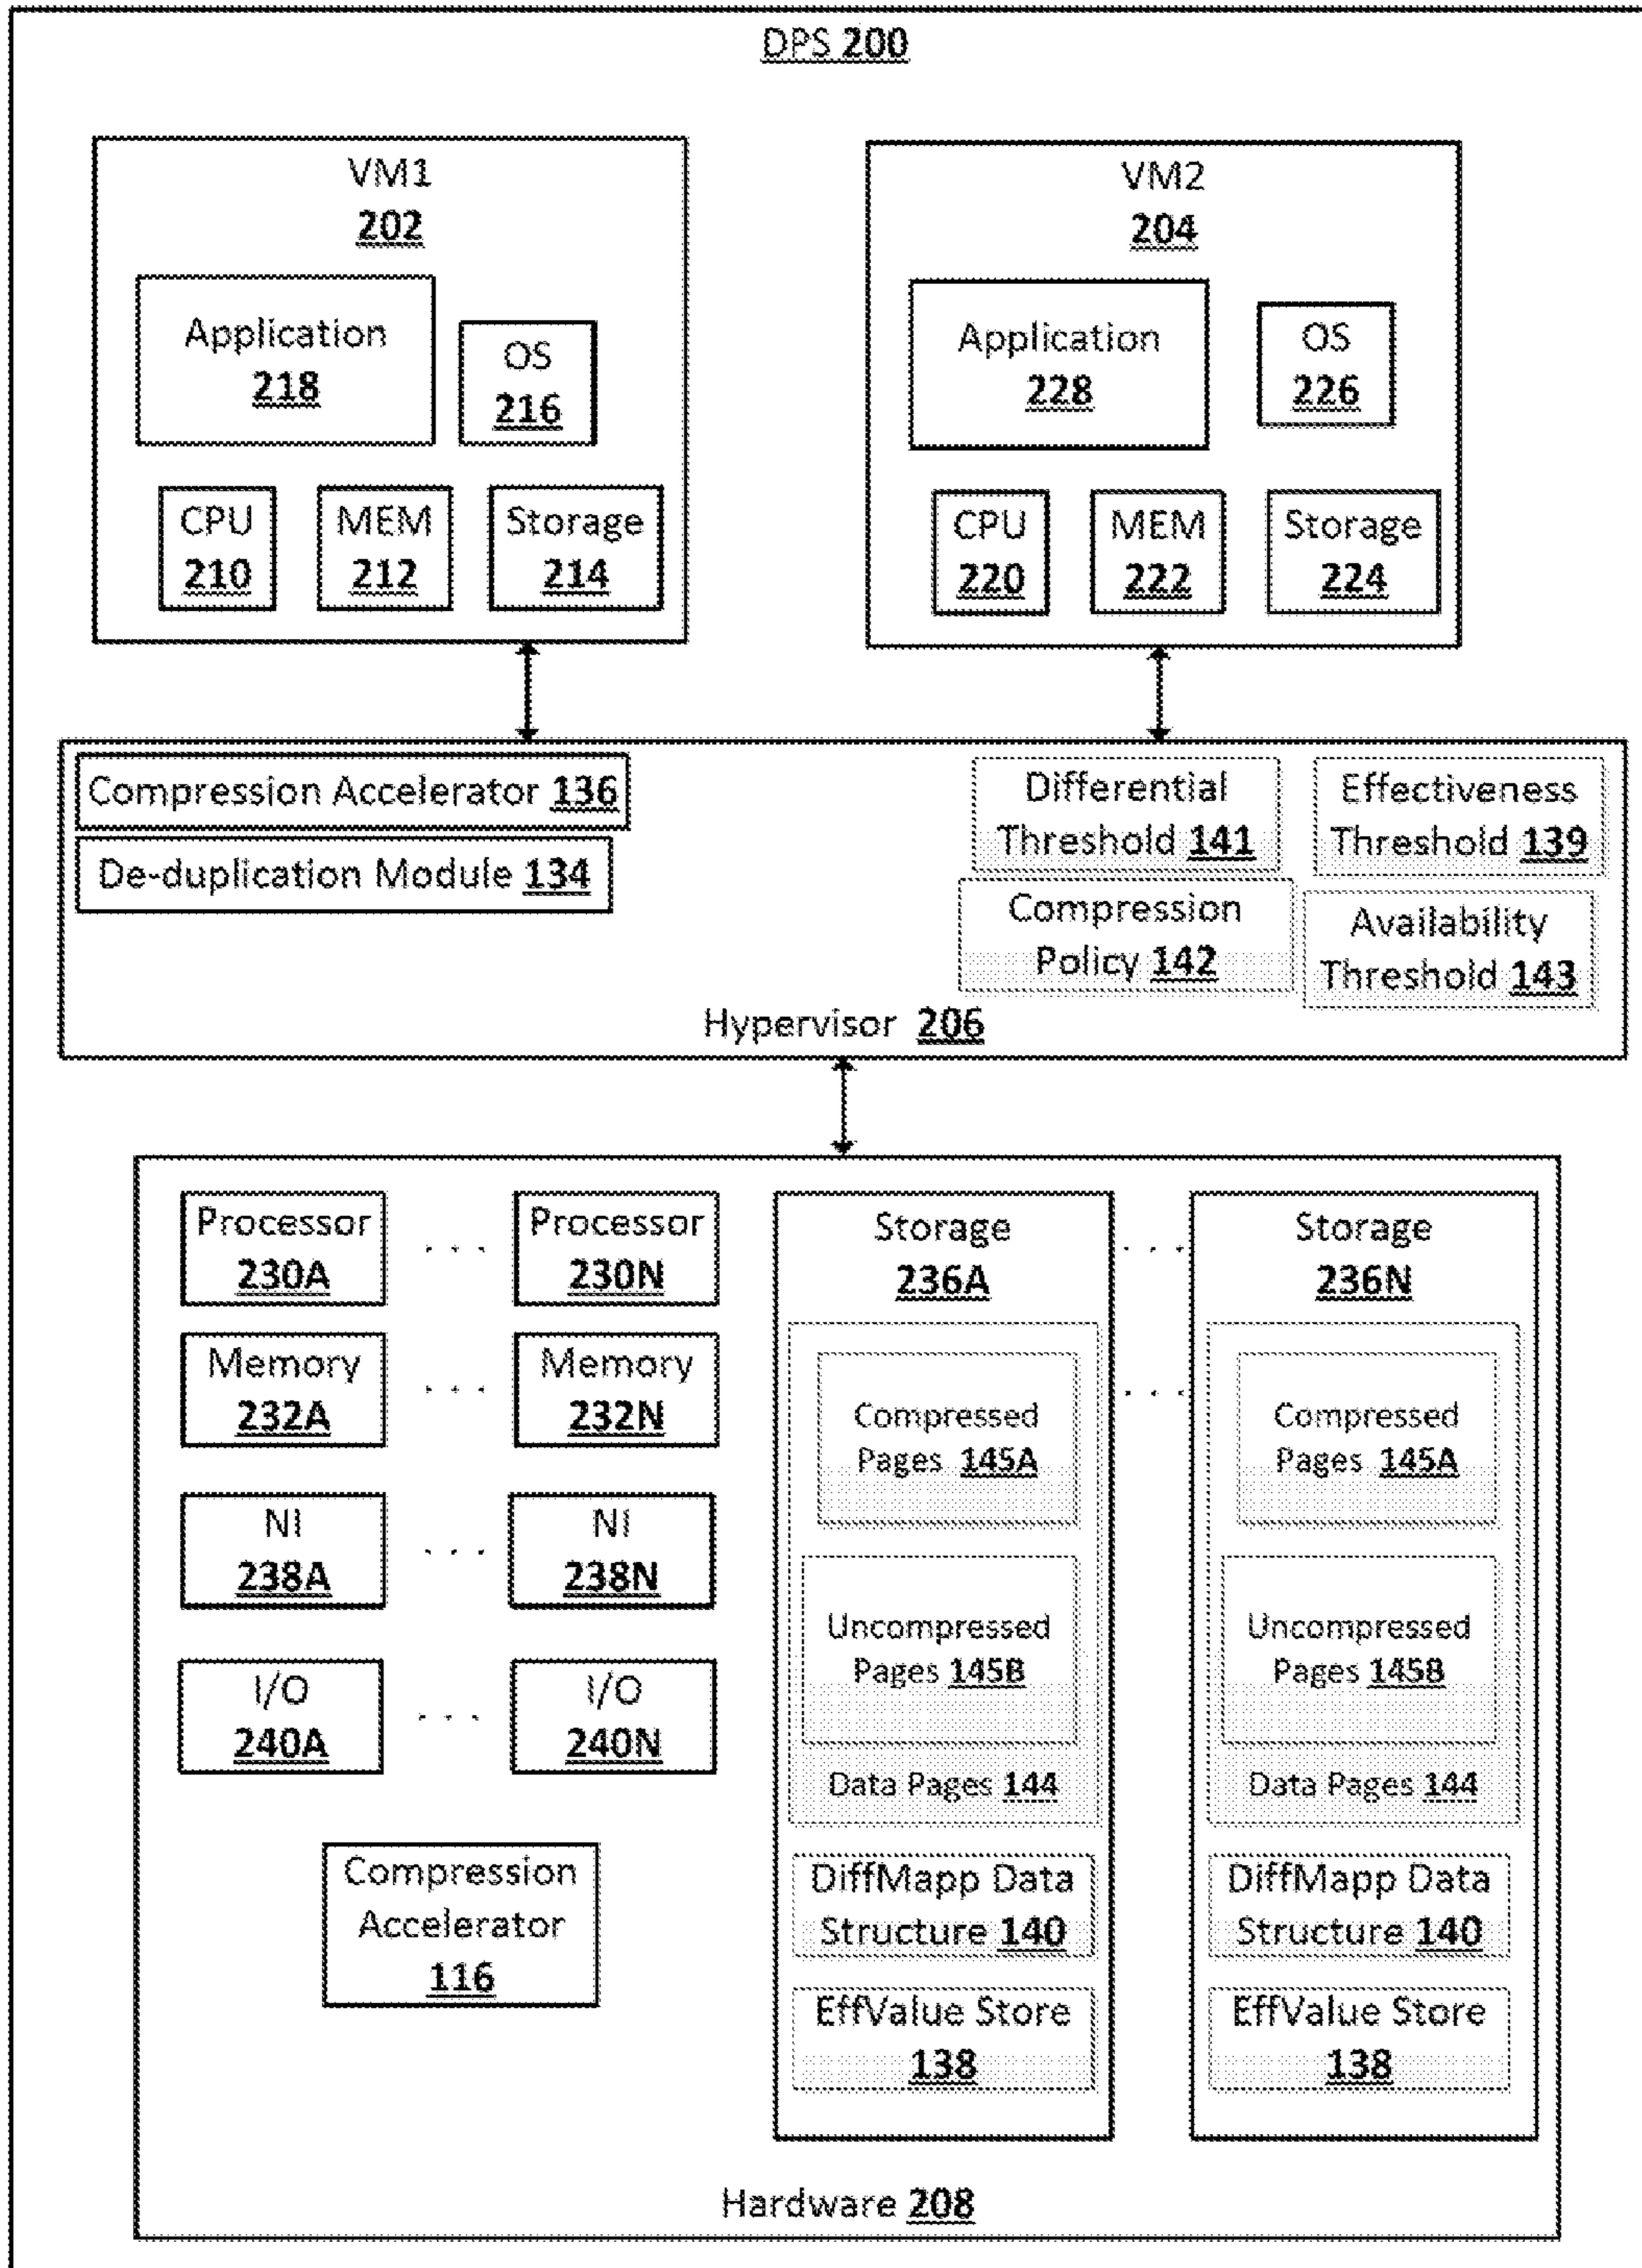 DPS 200
VM1
202
Application
218
OS
216
CPU
210
MEM
212
Storage
214
VM2
204
Application
228
OS
226
CPU
220
MEM
222
Storage
224
Compression Accelerator 136
De-duplication Module 134
Differential
Threshold 141
Effectiveness
Threshold 139
Compression
Policy 142
Availability
Threshold 143
Hypervisor 206
Processor
230A
. . .
Processor
230N
Memory
232A
. . .
Memory
232N
NI
238A
. . .
NI
238N
I/O
240A
. . .
I/O
240N
Compression
Accelerator
116
Storage
236A
Compressed
Pages 145A
Uncompressed
Pages 145B
Data Pages 144
DiffMapp Data
Structure 140
EffValue Store
138
. . .
. . .
Storage
236N
Compressed
Pages 145A
Uncompressed
Pages 145B
Data Pages 144
DiffMapp Data
Structure 140
EffValue Store
138
Hardware 208